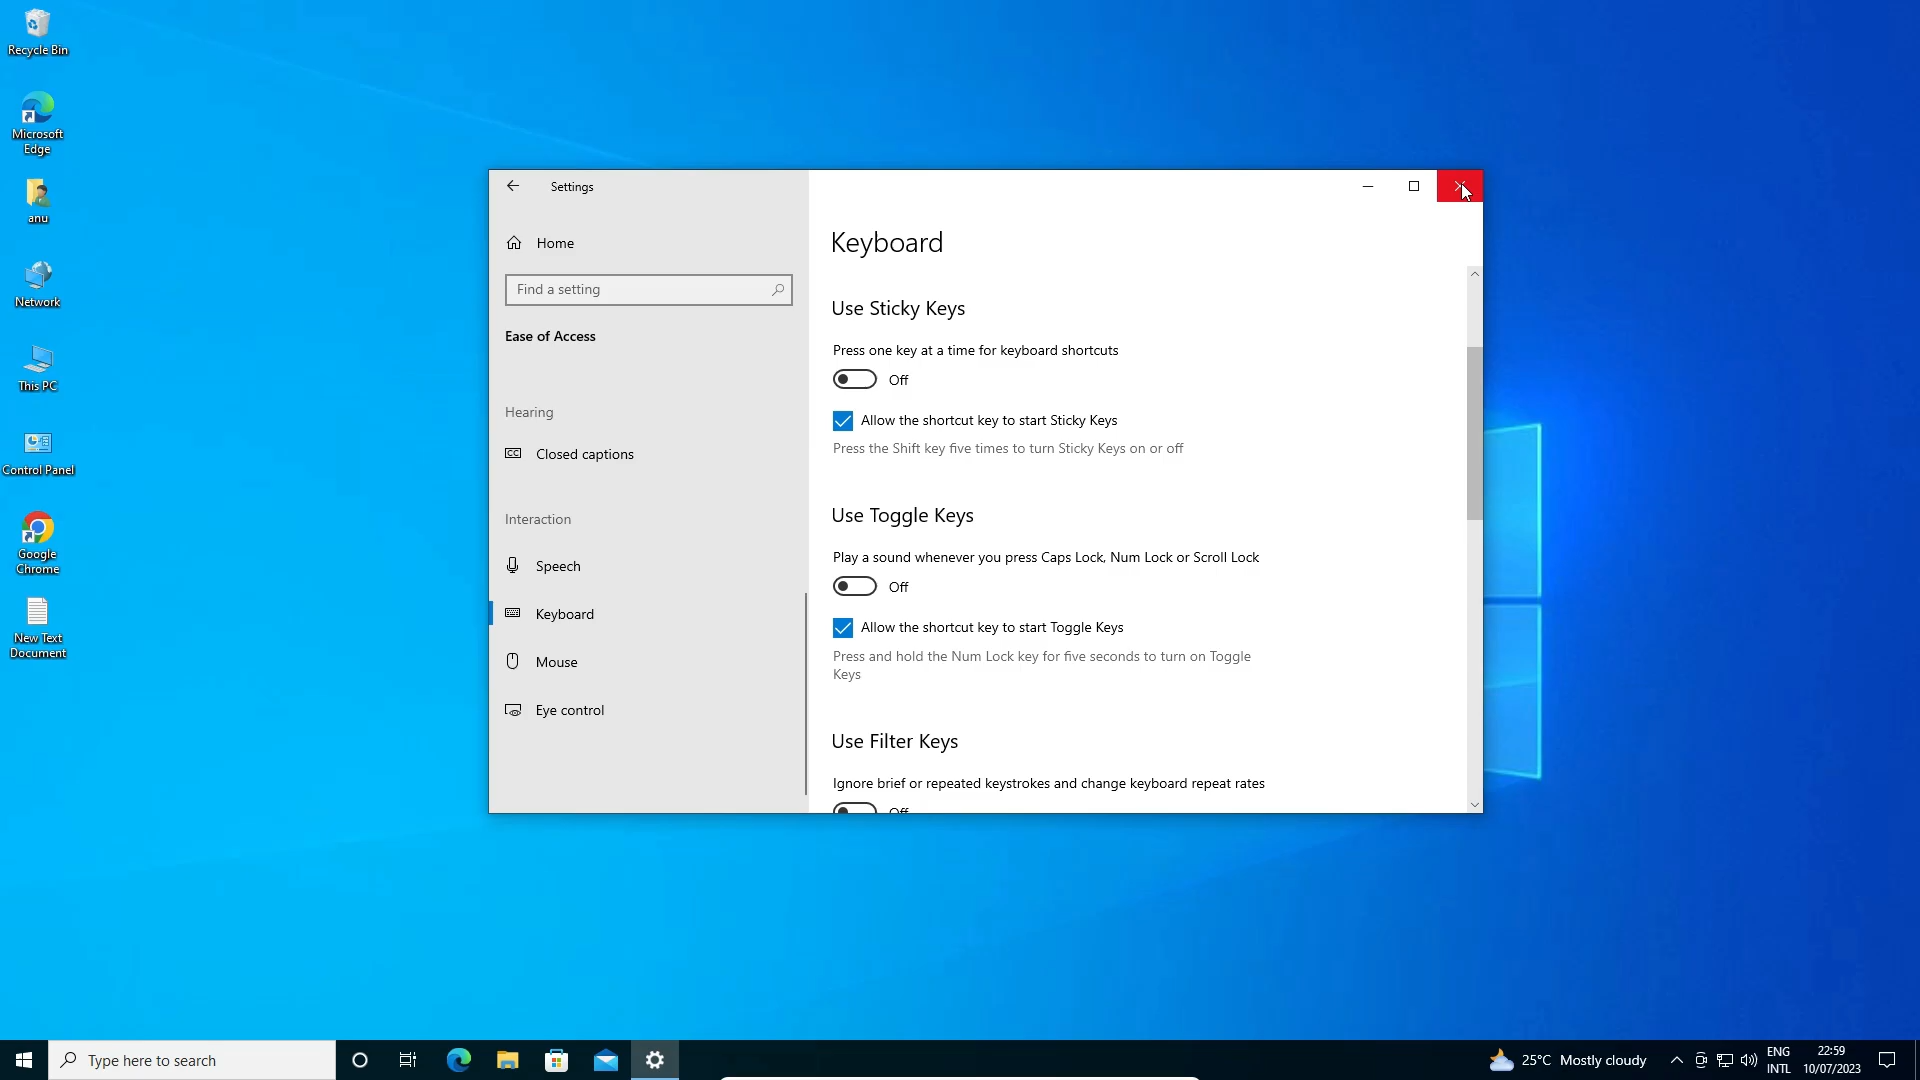 Recycle Bin
Microsoft
Edge
anu
Network
This PC
Control Panel
Google
Chrome
New Text
Document
Settings
Home
Find a setting
Ease of Access
Hearing
CC Closed captions
Interaction
Speech
Keyboard
Mouse
Eye control
Keyboard
Use Sticky Keys
Press one key at a time for keyboard shortcuts
Off
Allow the shortcut key to start Sticky Keys
Press the Shift key five times to turn Sticky Keys on or off
Use Toggle Keys
Play a sound whenever you press Caps Lock, Num Lock or Scroll Lock
Off
Allow the shortcut key to start Toggle Keys
Press and hold the Num Lock key for five seconds to turn on Toggle
Keys
Use Filter Keys
Ignore brief or repeated keystrokes and change keyboard repeat rates
Off
Type here to search
25°C Mostly cloudy
ENG
INTL
22:59
10/07/2023